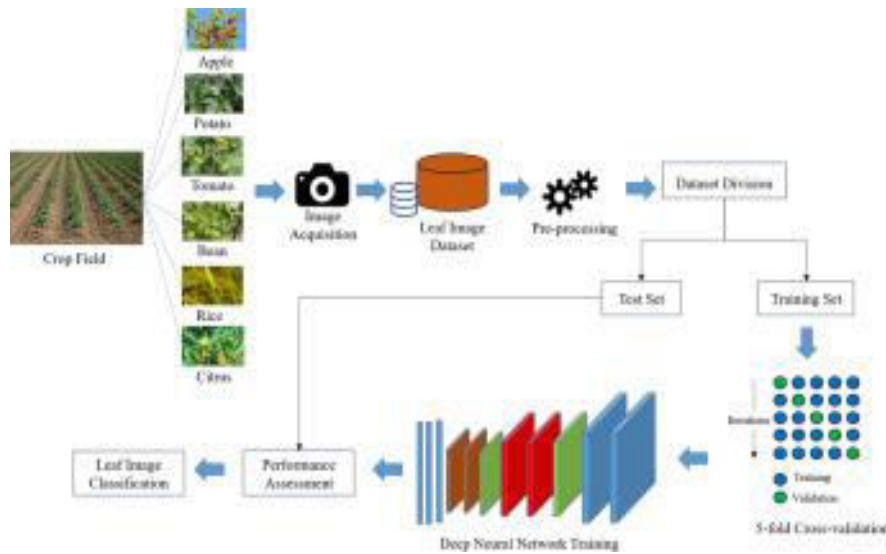 Apple
Potato
Tomato
Bean
Rice
Citrus
Crop Field
Image
Acquisition
Leaf Image
Dataset
Pre-processing
Dataset Division
Test Set
Training Set
Iterations
Training
Validation
5-fold Cross-validation
Deep Neural Network Training
Performance
Assessment
Leaf Image
Classification